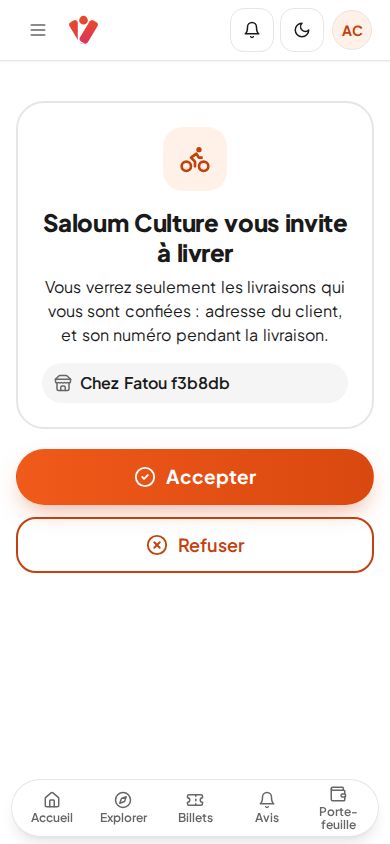 AC
Saloum Culture vous invite
à livrer
Vous verrez seulement les livraisons qui
vous sont confiées : adresse du client,
et son numéro pendant la livraison.
Chez Fatou f3b8db
Accepter
Refuser
Accueil
Explorer
Billets
Avis
Porte-
feuille